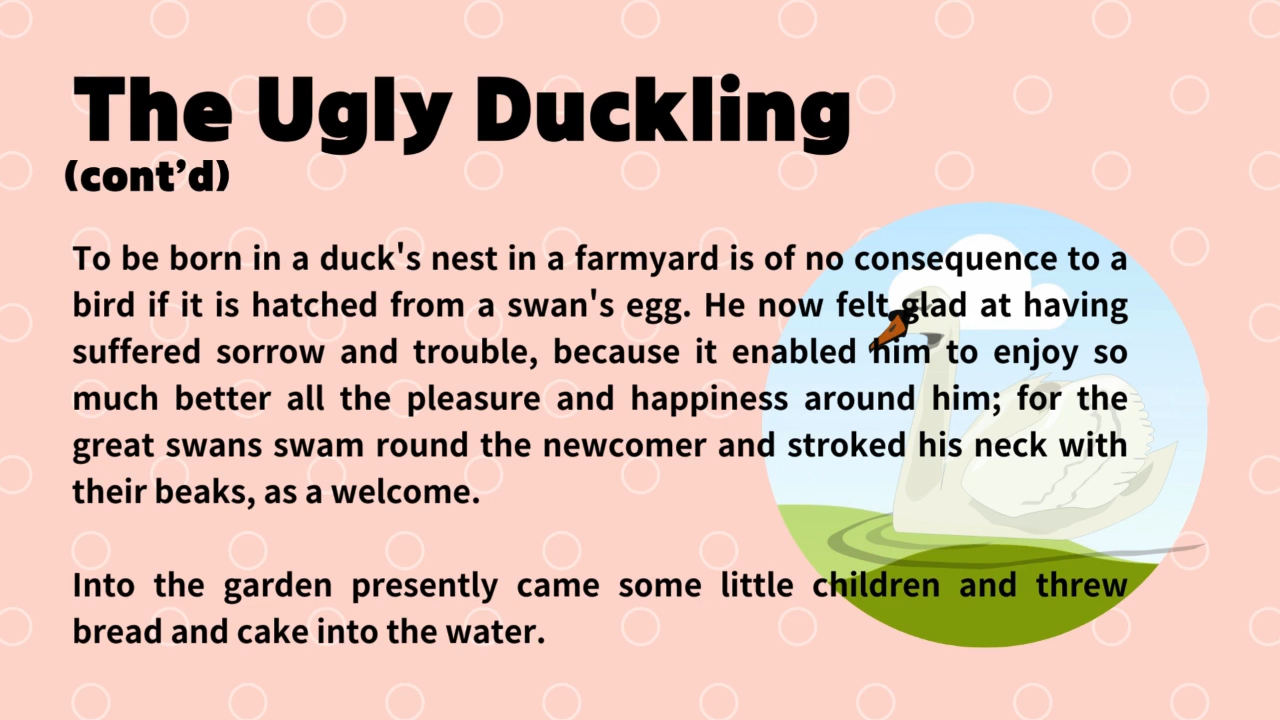 The Ugly Duckling
(cont’d)
To be born in a duck's nest in a farmyard is of no consequence to a
bird if it is hatched from a swan's egg. He now felt glad at having
suffered sorrow and trouble, because it enabled him to enjoy so
much better all the pleasure and happiness around him; for the
great swans swam round the newcomer and stroked his neck with
their beaks, as a welcome.
Into the garden presently came some little children and threw
bread and cake into the water.